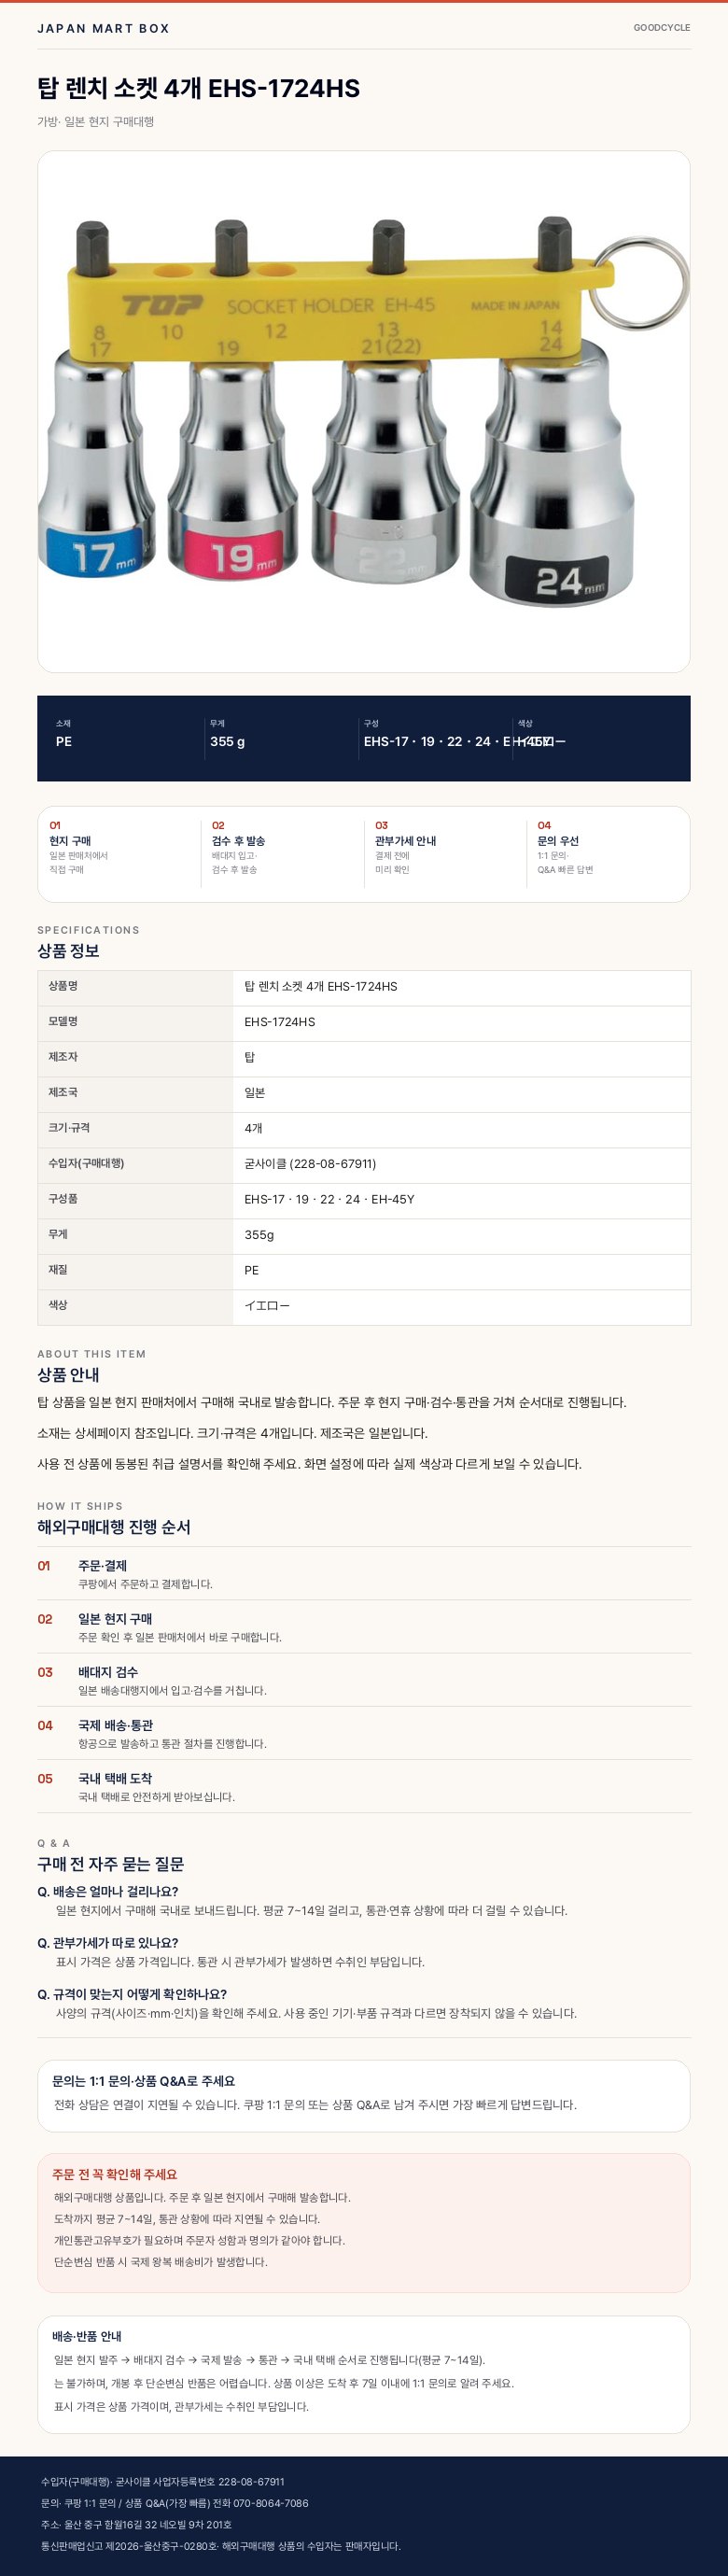 JAPAN MART BOX
GOODCYCLE
탑 렌치 소켓 4개 EHS-1724HS
가방· 일본 현지 구매대행
TOP SOCKET HOLDER EH-45 MADE IN JAPAN
8 10 12 13 14
17 19 21(22) 24
17mm
19mm
22mm
24mm
소재
PE
무게
355 g
구성
EHS-17・19・22・24・EH-45Y
색상
イエロー
01
현지 구매
일본 판매처에서
직접 구매
02
검수 후 발송
배대지 입고·
검수 후 발송
03
관부가세 안내
결제 전에
미리 확인
04
문의 우선
1:1 문의·
Q&A 빠른 답변
SPECIFICATIONS
상품 정보
상품명 탑 렌치 소켓 4개 EHS-1724HS
모델명 EHS-1724HS
제조자 탑
제조국 일본
크기·규격 4개
수입자(구매대행) 굳사이클 (228-08-67911)
구성품 EHS-17・19・22・24・EH-45Y
무게 355g
재질 PE
색상 イエロー
ABOUT THIS ITEM
상품 안내
탑 상품을 일본 현지 판매처에서 구매해 국내로 발송합니다. 주문 후 현지 구매·검수·통관을 거쳐 순서대로 진행됩니다.
소재는 상세페이지 참조입니다. 크기·규격은 4개입니다. 제조국은 일본입니다.
사용 전 상품에 동봉된 취급 설명서를 확인해 주세요. 화면 설정에 따라 실제 색상과 다르게 보일 수 있습니다.
HOW IT SHIPS
해외구매대행 진행 순서
01 주문·결제
쿠팡에서 주문하고 결제합니다.
02 일본 현지 구매
주문 확인 후 일본 판매처에서 바로 구매합니다.
03 배대지 검수
일본 배송대행지에서 입고·검수를 거칩니다.
04 국제 배송·통관
항공으로 발송하고 통관 절차를 진행합니다.
05 국내 택배 도착
국내 택배로 안전하게 받아보십니다.
Q & A
구매 전 자주 묻는 질문
Q. 배송은 얼마나 걸리나요?
일본 현지에서 구매해 국내로 보내드립니다. 평균 7~14일 걸리고, 통관·연휴 상황에 따라 더 걸릴 수 있습니다.
Q. 관부가세가 따로 있나요?
표시 가격은 상품 가격입니다. 통관 시 관부가세가 발생하면 수취인 부담입니다.
Q. 규격이 맞는지 어떻게 확인하나요?
사양의 규격(사이즈·mm·인치)을 확인해 주세요. 사용 중인 기기·부품 규격과 다르면 장착되지 않을 수 있습니다.
문의는 1:1 문의·상품 Q&A로 주세요
전화 상담은 연결이 지연될 수 있습니다. 쿠팡 1:1 문의 또는 상품 Q&A로 남겨 주시면 가장 빠르게 답변드립니다.
주문 전 꼭 확인해 주세요
해외구매대행 상품입니다. 주문 후 일본 현지에서 구매해 발송합니다.
도착까지 평균 7~14일, 통관 상황에 따라 지연될 수 있습니다.
개인통관고유부호가 필요하며 주문자 성함과 명의가 같아야 합니다.
단순변심 반품 시 국제 왕복 배송비가 발생합니다.
배송·반품 안내
일본 현지 발주 → 배대지 검수 → 국제 발송 → 통관 → 국내 택배 순서로 진행됩니다(평균 7~14일).
는 불가하며, 개봉 후 단순변심 반품은 어렵습니다. 상품 이상은 도착 후 7일 이내에 1:1 문의로 알려 주세요.
표시 가격은 상품 가격이며, 관부가세는 수취인 부담입니다.
수입자(구매대행)· 굳사이클 사업자등록번호 228-08-67911
문의· 쿠팡 1:1 문의 / 상품 Q&A(가장 빠름) 전화 070-8064-7086
주소· 울산 중구 함월16길 32 네오빌 9차 201호
통신판매업신고 제2026-울산중구-0280호· 해외구매대행 상품의 수입자는 판매자입니다.